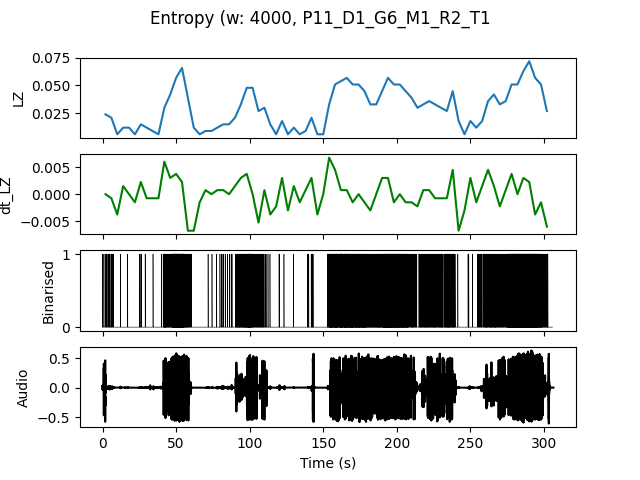 Entropy (w: 4000, P11_D1_G6_M1_R2_T1
0.075
0.050
0.025
LZ
0.005
0.000
−0.005
dt_LZ
1
0
Binarised
0.5
0.0
−0.5
Audio
0 50 100 150 200 250 300
Time (s)